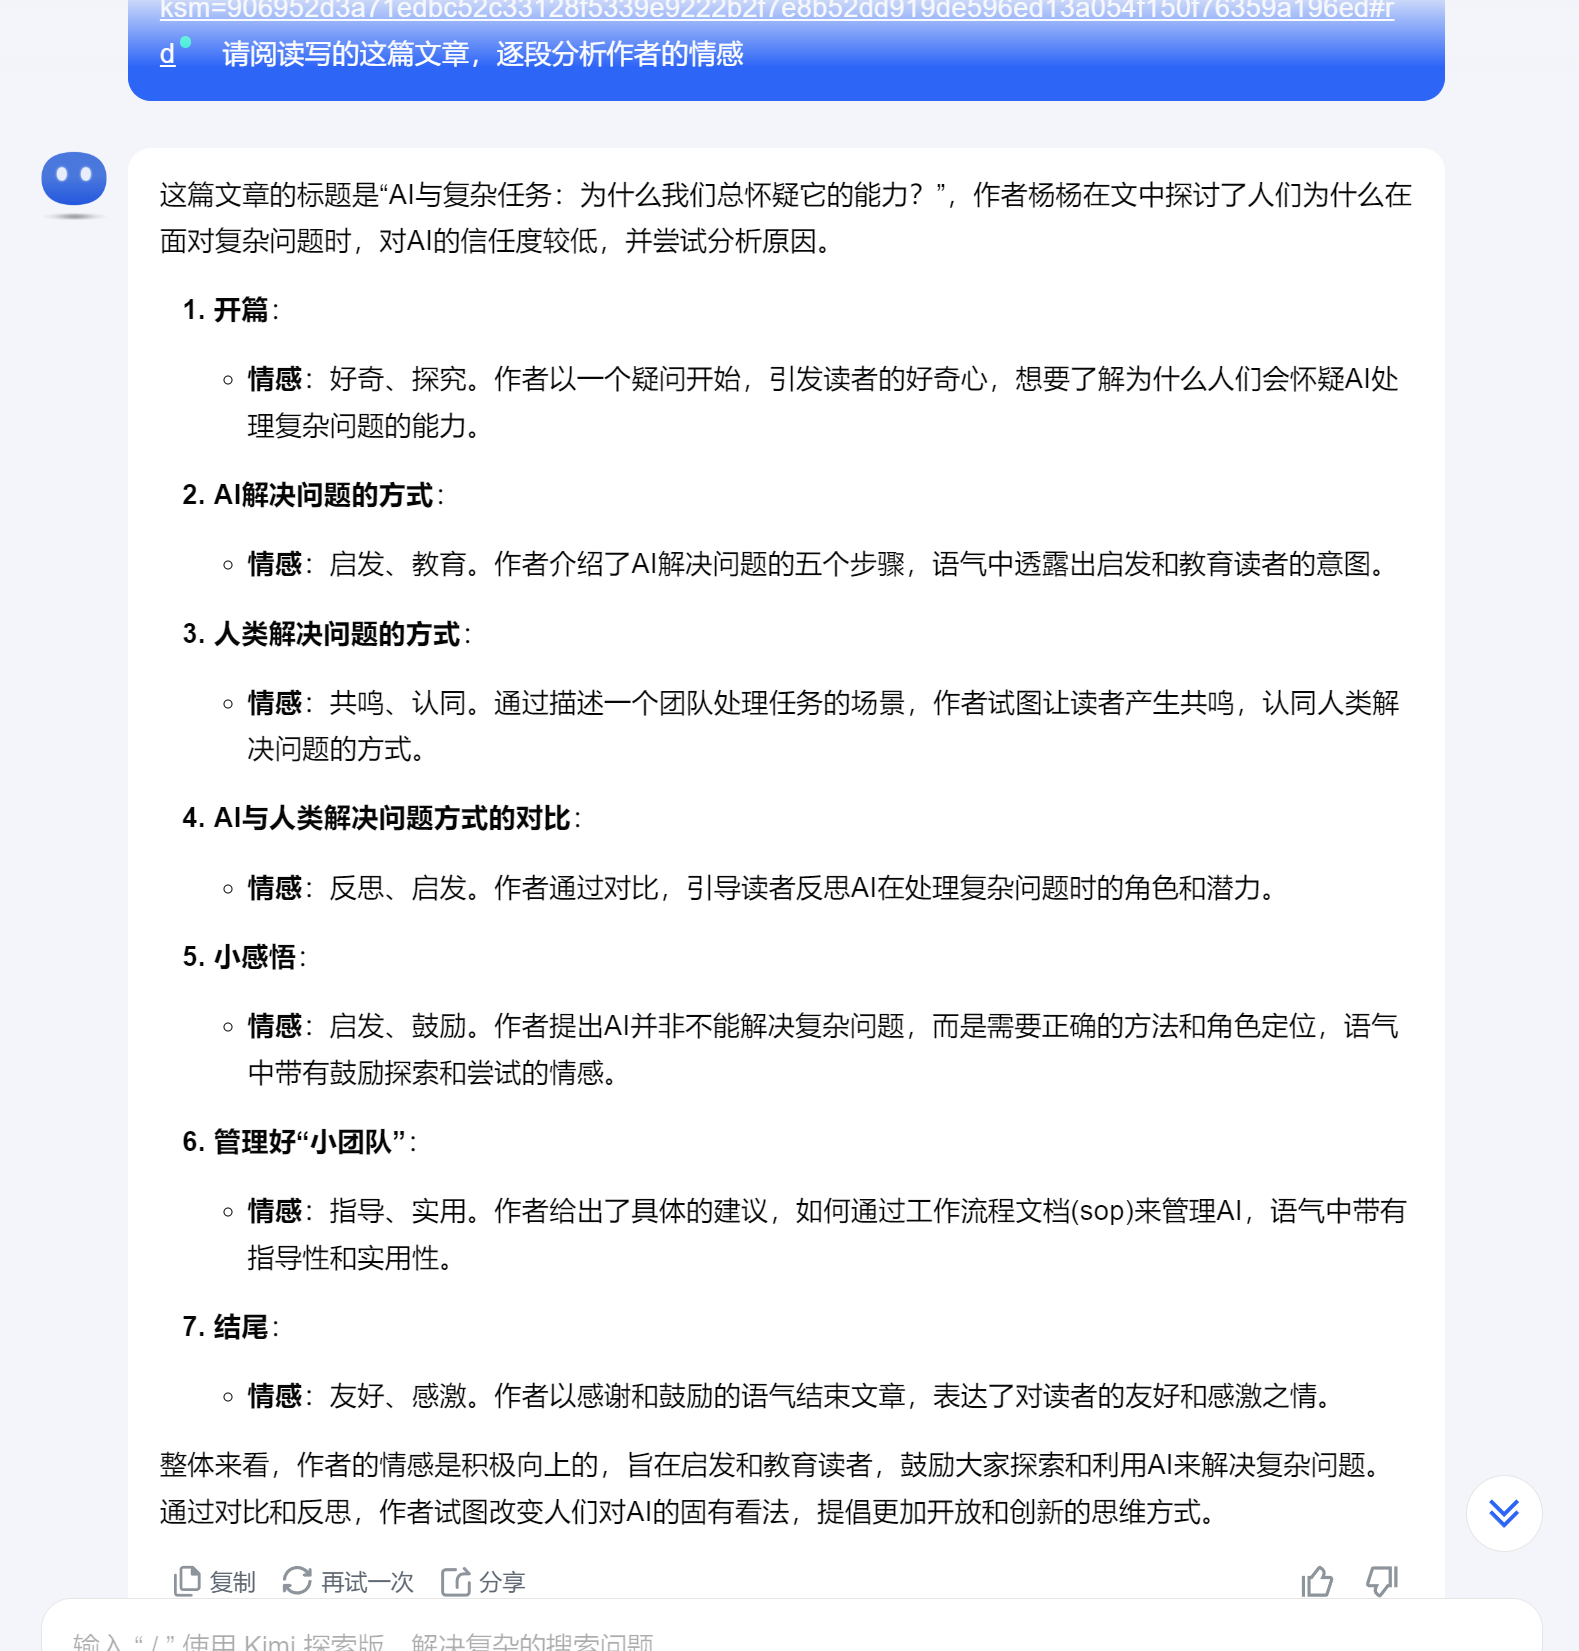 ksm=906952d3a71edbc52c33128f5339e9222b2f7e8b52dd919de596ed13a054f150f76359a196ed#r
d 请阅读写的这篇文章，逐段分析作者的情感
这篇文章的标题是“AI与复杂任务：为什么我们总怀疑它的能力？”，作者杨杨在文中探讨了人们为什么在
面对复杂问题时，对AI的信任度较低，并尝试分析原因。
1. 开篇：
情感：好奇、探究。作者以一个疑问开始，引发读者的好奇心，想要了解为什么人们会怀疑AI处
理复杂问题的能力。
2. AI解决问题的方式：
情感：启发、教育。作者介绍了AI解决问题的五个步骤，语气中透露出启发和教育读者的意图。
3. 人类解决问题的方式：
情感：共鸣、认同。通过描述一个团队处理任务的场景，作者试图让读者产生共鸣，认同人类解
决问题的方式。
4. AI与人类解决问题方式的对比：
情感：反思、启发。作者通过对比，引导读者反思AI在处理复杂问题时的角色和潜力。
5. 小感悟：
情感：启发、鼓励。作者提出AI并非不能解决复杂问题，而是需要正确的方法和角色定位，语气
中带有鼓励探索和尝试的情感。
6. 管理好“小团队”：
情感：指导、实用。作者给出了具体的建议，如何通过工作流程文档(sop)来管理AI，语气中带有
指导性和实用性。
7. 结尾：
情感：友好、感激。作者以感谢和鼓励的语气结束文章，表达了对读者的友好和感激之情。
整体来看，作者的情感是积极向上的，旨在启发和教育读者，鼓励大家探索和利用AI来解决复杂问题。
通过对比和反思，作者试图改变人们对AI的固有看法，提倡更加开放和创新的思维方式。
复制 再试一次 分享
输入 “ / ” 使用 Kimi 探索版，解决复杂的搜索问题